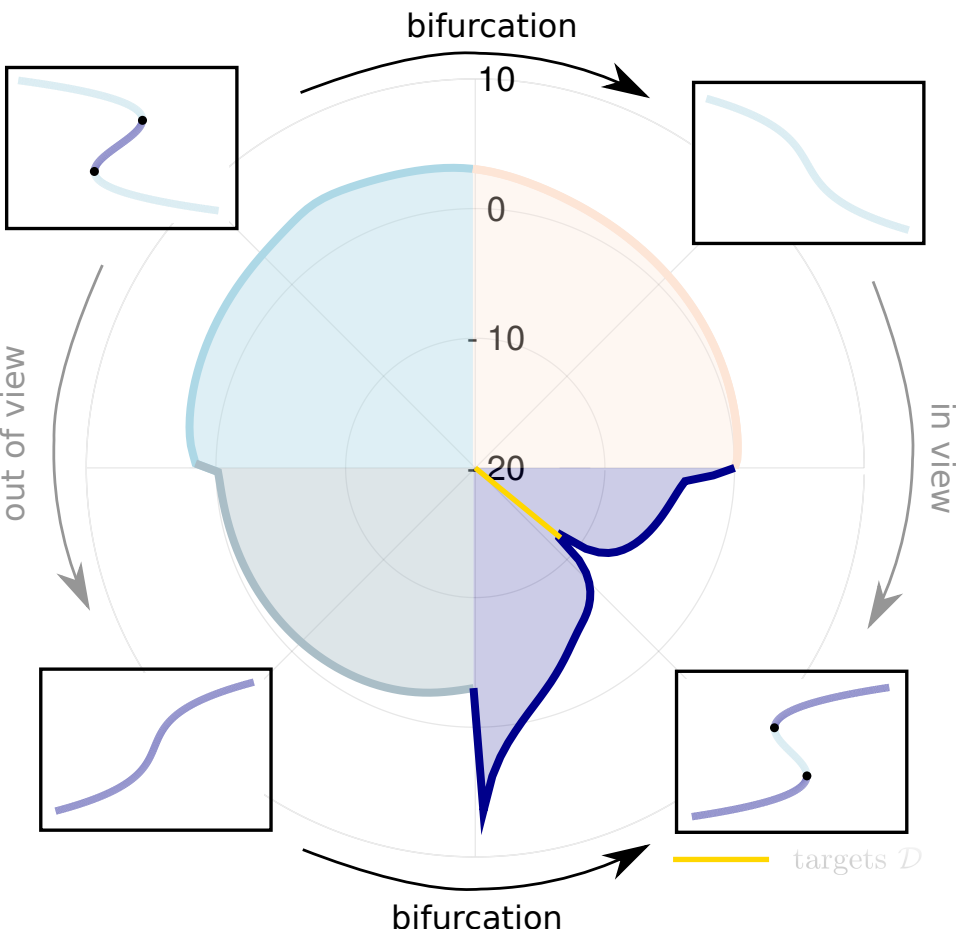 bifurcation
10
0
-10
out of view
in view
-20
targets 𝒟
bifurcation